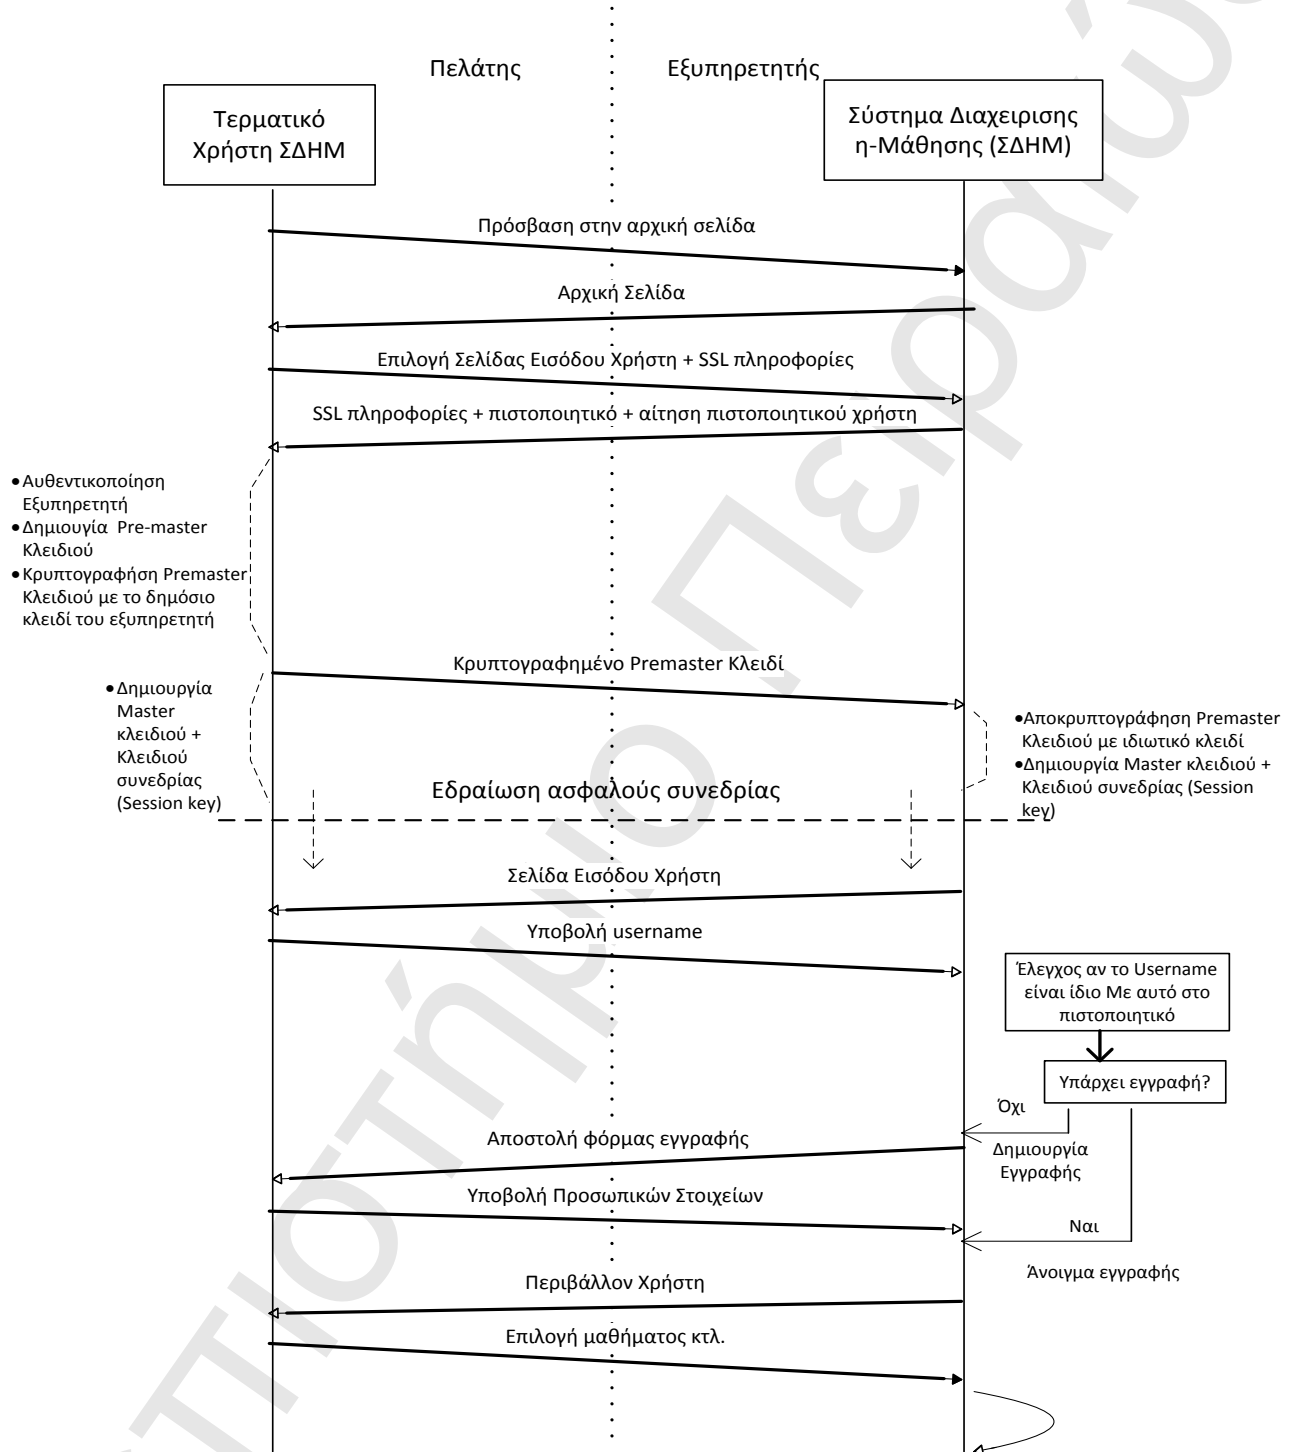 Πελάτης
Εξυπηρετητής
Τερματικό
Χρήστη ΣΔΗΜ
Σύστημα Διαχειρισης
η-Μάθησης (ΣΔΗΜ)
Πρόσβαση στην αρχική σελίδα
Αρχική Σελίδα
Επιλογή Σελίδας Εισόδου Χρήστη + SSL πληροφορίες
SSL πληροφορίες + πιστοποιητικό + αίτηση πιστοποιητικού χρήστη
•Αυθεντικοποίηση
Εξυπηρετητή
•Δημιουγία Pre-master
Κλειδιού
•Κρυπτογραφήση Premaster
Κλειδιού με το δημόσιο
κλειδί του εξυπηρετητή
Κρυπτογραφημένο Premaster Κλειδί
•Δημιουργία
Master
κλειδιού +
Κλειδιού
συνεδρίας
(Session key)
•Αποκρυπτογράφηση Premaster
Κλειδιού με ιδιωτικό κλειδί
•Δημιουργία Master κλειδιού +
Κλειδιού συνεδρίας (Session
key)
Εδραίωση ασφαλούς συνεδρίας
Σελίδα Εισόδου Χρήστη
Υποβολή username
Έλεγχος αν το Username
είναι ίδιο Με αυτό στο
πιστοποιητικό
Υπάρχει εγγραφή?
Όχι
Αποστολή φόρμας εγγραφής
Δημιουργία
Εγγραφής
Υποβολή Προσωπικών Στοιχείων
Ναι
Άνοιγμα εγγραφής
Περιβάλλον Χρήστη
Επιλογή μαθήματος κτλ.